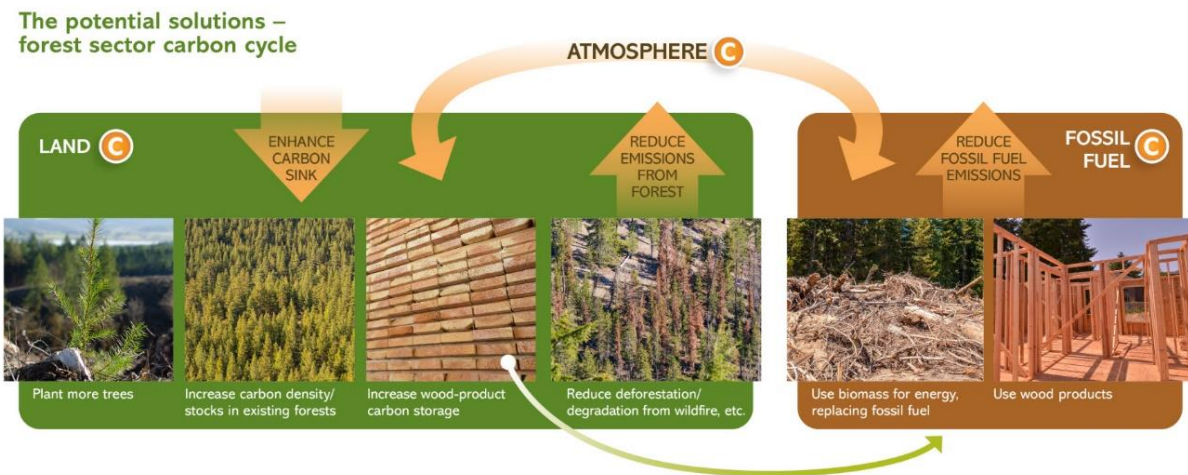 The potential solutions –
forest sector carbon cycle
ATMOSPHERE C
LAND C
ENHANCE
CARBON
SINK
REDUCE
EMISSIONS
FROM
FOREST
REDUCE
FOSSIL FUEL
EMISSIONS
FOSSIL
FUEL C
Plant more trees
Increase carbon density/
stocks in existing forests
Increase wood-product
carbon storage
Reduce deforestation/
degradation from wildfire, etc.
Use biomass for energy,
replacing fossil fuel
Use wood products